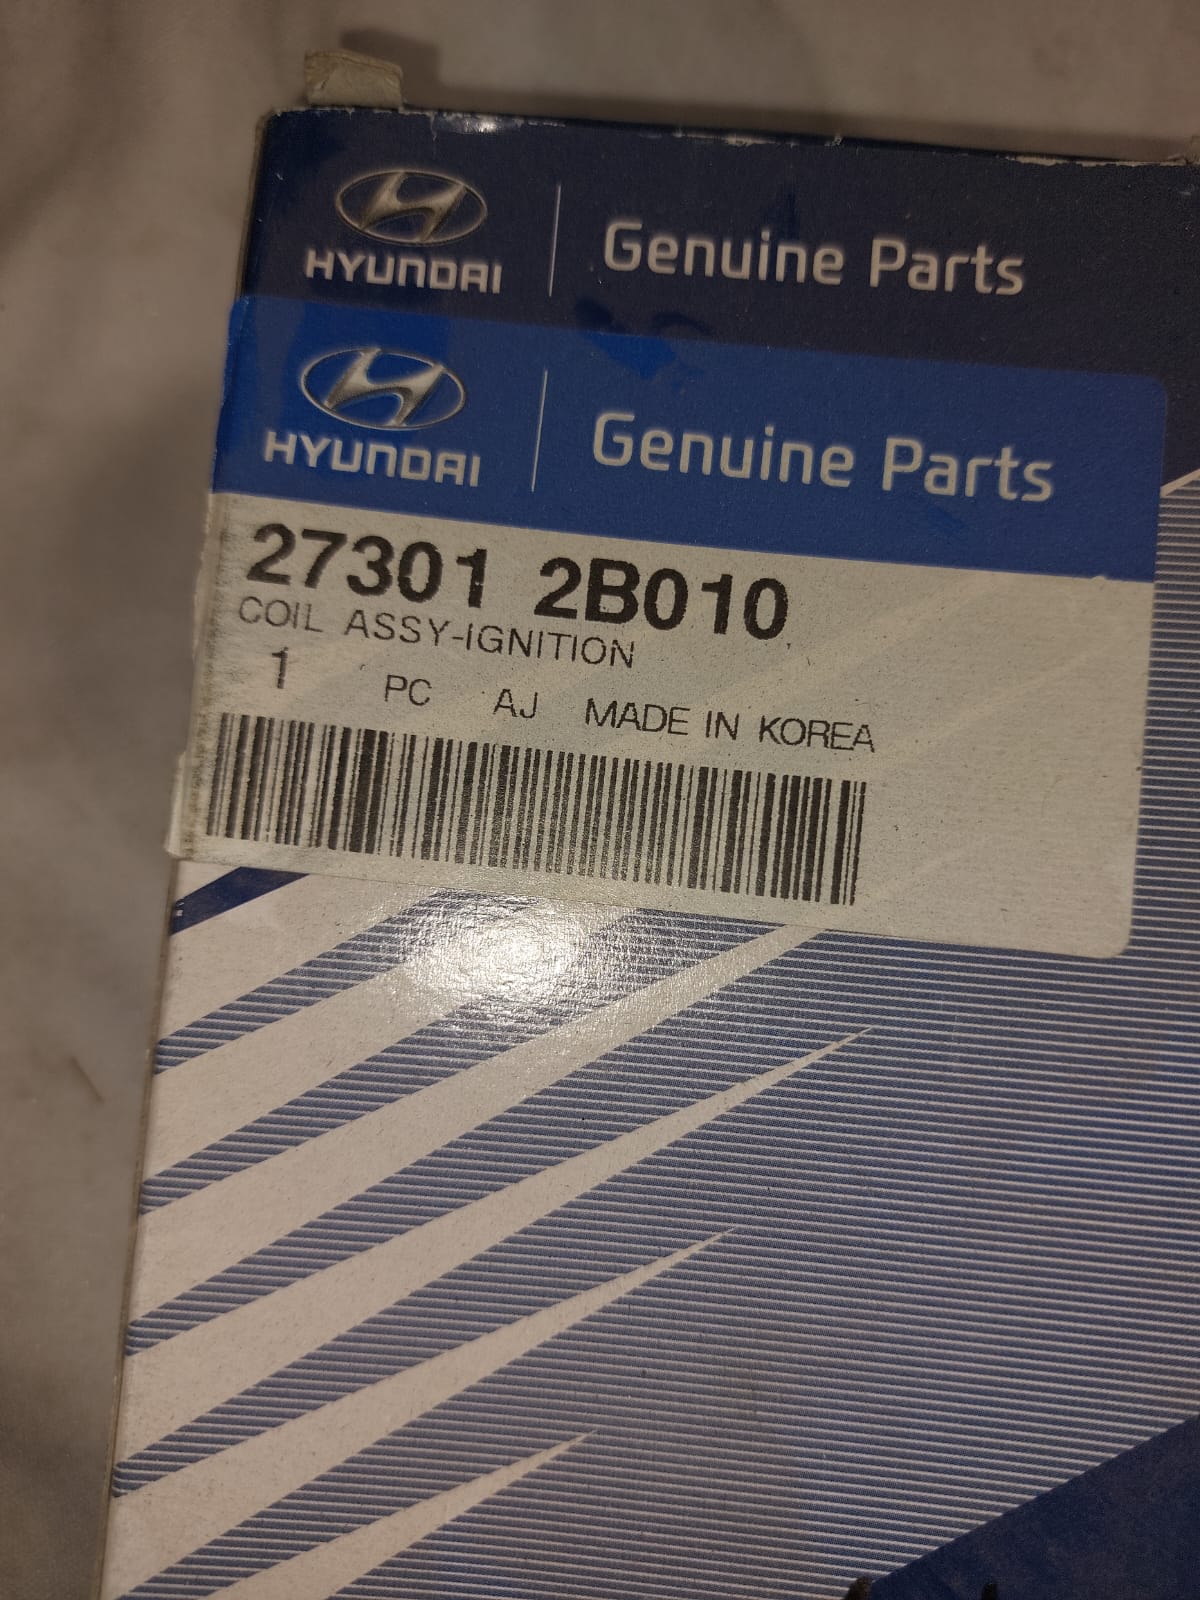 HYUNDAI Genuine Parts
HYUNDAI Genuine Parts
27301 2B010
COIL ASSY-IGNITION
1 PC AJ MADE IN KOREA